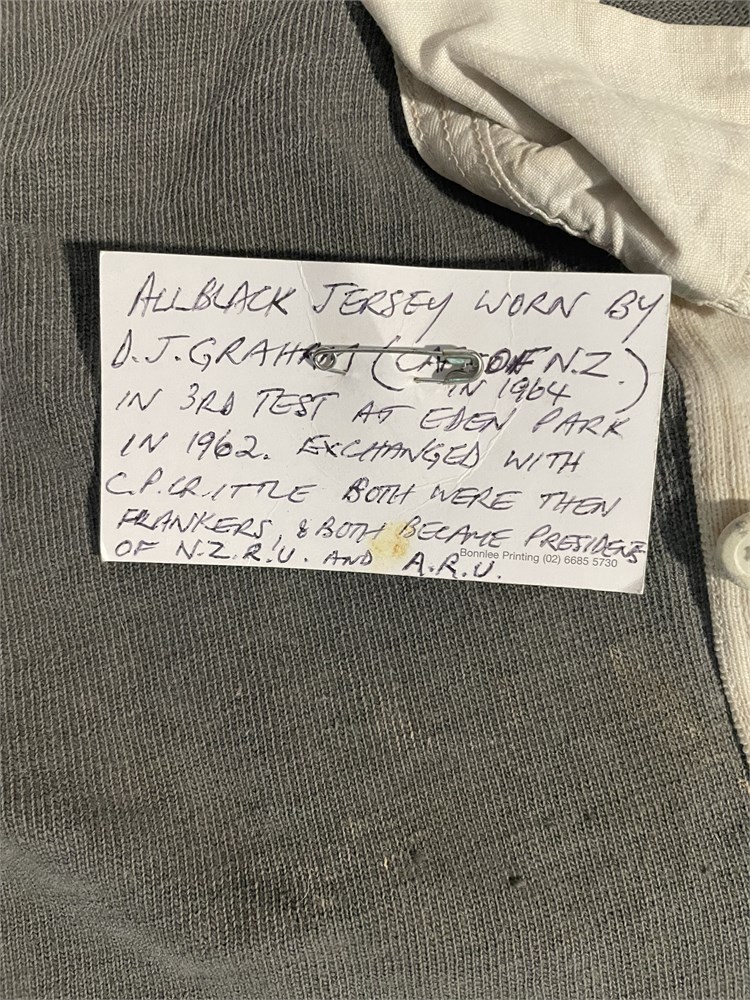 ALLBLACK JERSEY WORN BY
D.J. GRAHAM (CAPT OF N.Z.)
IN 1964
IN 3RD TEST AT EDEN PARK
IN 1962. EXCHANGED WITH
C.P. CRITTLE BOTH WERE THEN
FRANKERS, & BOTH BECAME PRESIDENTS
OF N.Z.R.U. AND A.R.U.
Bonnlee Printing (02) 6685 5730